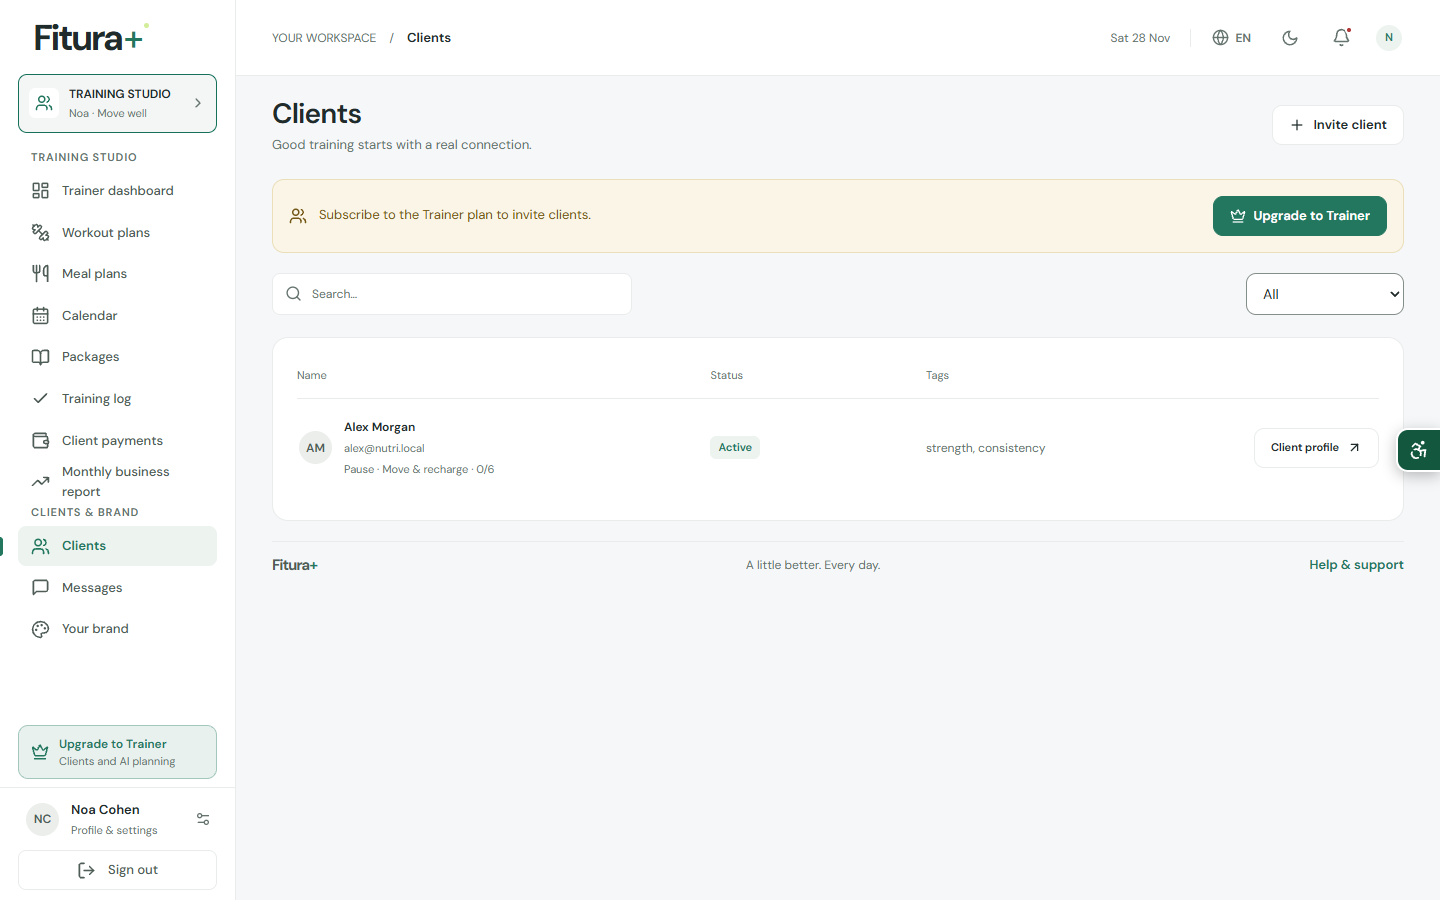 Fitura+
TRAINING STUDIO
Noa · Move well
TRAINING STUDIO
Trainer dashboard
Workout plans
Meal plans
Calendar
Packages
Training log
Client payments
Monthly business
report
CLIENTS & BRAND
Clients
Messages
Your brand
Upgrade to Trainer
Clients and AI planning
NC
Noa Cohen
Profile & settings
Sign out
YOUR WORKSPACE / Clients
Sat 28 Nov
EN
N
Clients
Good training starts with a real connection.
Invite client
Subscribe to the Trainer plan to invite clients.
Upgrade to Trainer
Search...
All
Name Status Tags
AM
Alex Morgan
alex@nutri.local
Pause · Move & recharge · 0/6
Active
strength, consistency
Client profile
Fitura+
A little better. Every day.
Help & support